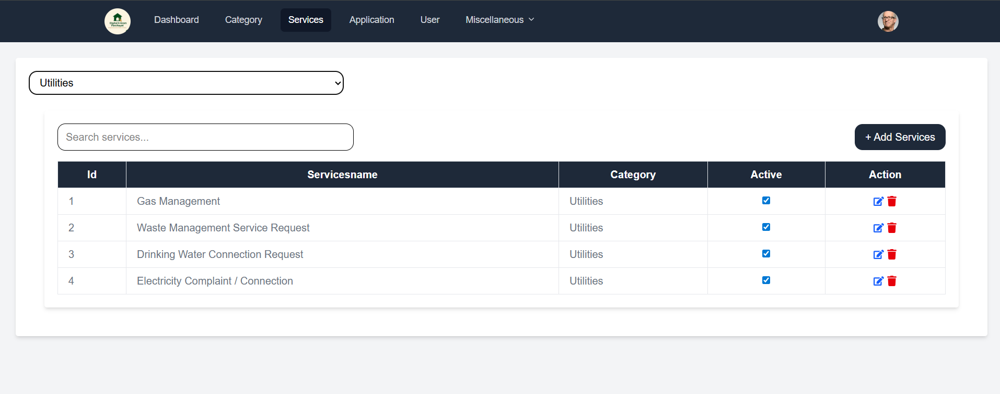 Digital E-Gram
Panchayat
Dashboard Category Services Application User Miscellaneous
Utilities
Search services...
+ Add Services
Id Servicesname Category Active Action
1 Gas Management Utilities
2 Waste Management Service Request Utilities
3 Drinking Water Connection Request Utilities
4 Electricity Complaint / Connection Utilities